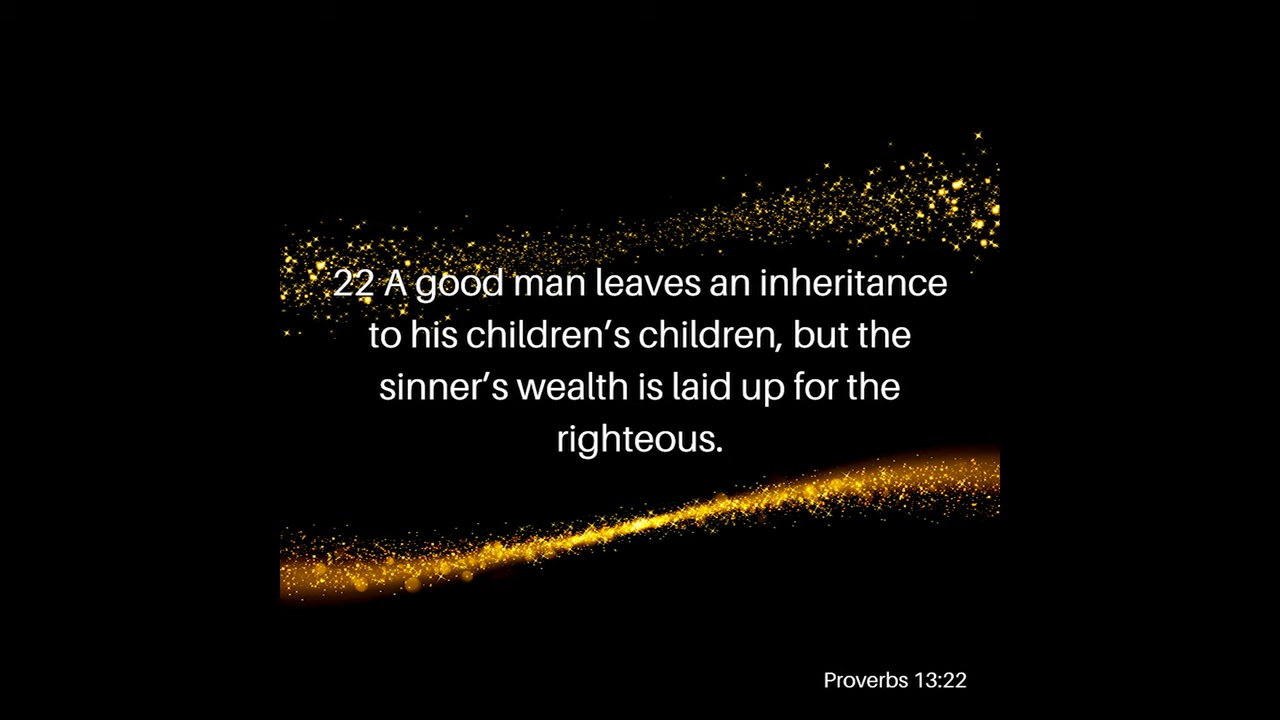 22 A good man leaves an inheritance
to his children’s children, but the
sinner’s wealth is laid up for the
righteous.
Proverbs 13:22